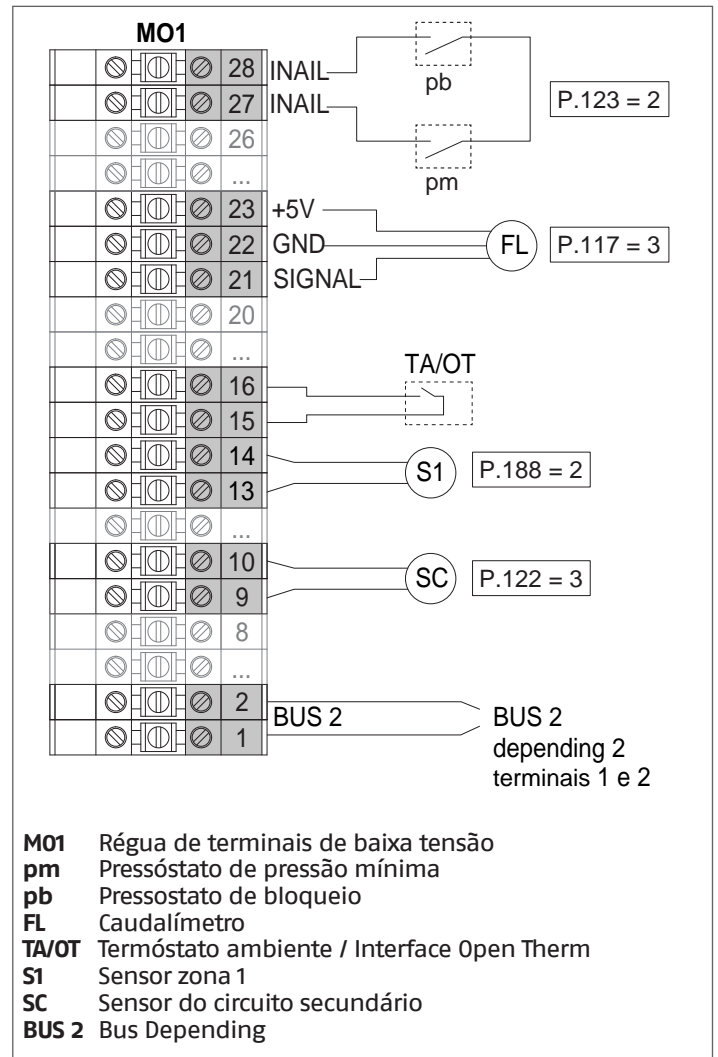 MO1
28 INAIL
pb
27 INAIL
P.123 = 2
26
pm
...
23 +5V
22 GND
FL
P.117 = 3
21 SIGNAL
20
...
TA/OT
16
15
14
S1
P.188 = 2
13
...
10
SC
P.122 = 3
9
8
...
2
BUS 2
BUS 2
1
depending 2
terminais 1 e 2
M01 Régua de terminais de baixa tensão
pm Pressóstato de pressão mínima
pb Pressostato de bloqueio
FL Caudalímetro
TA/OT Termóstato ambiente / Interface Open Therm
S1 Sensor zona 1
SC Sensor do circuito secundário
BUS 2 Bus Depending